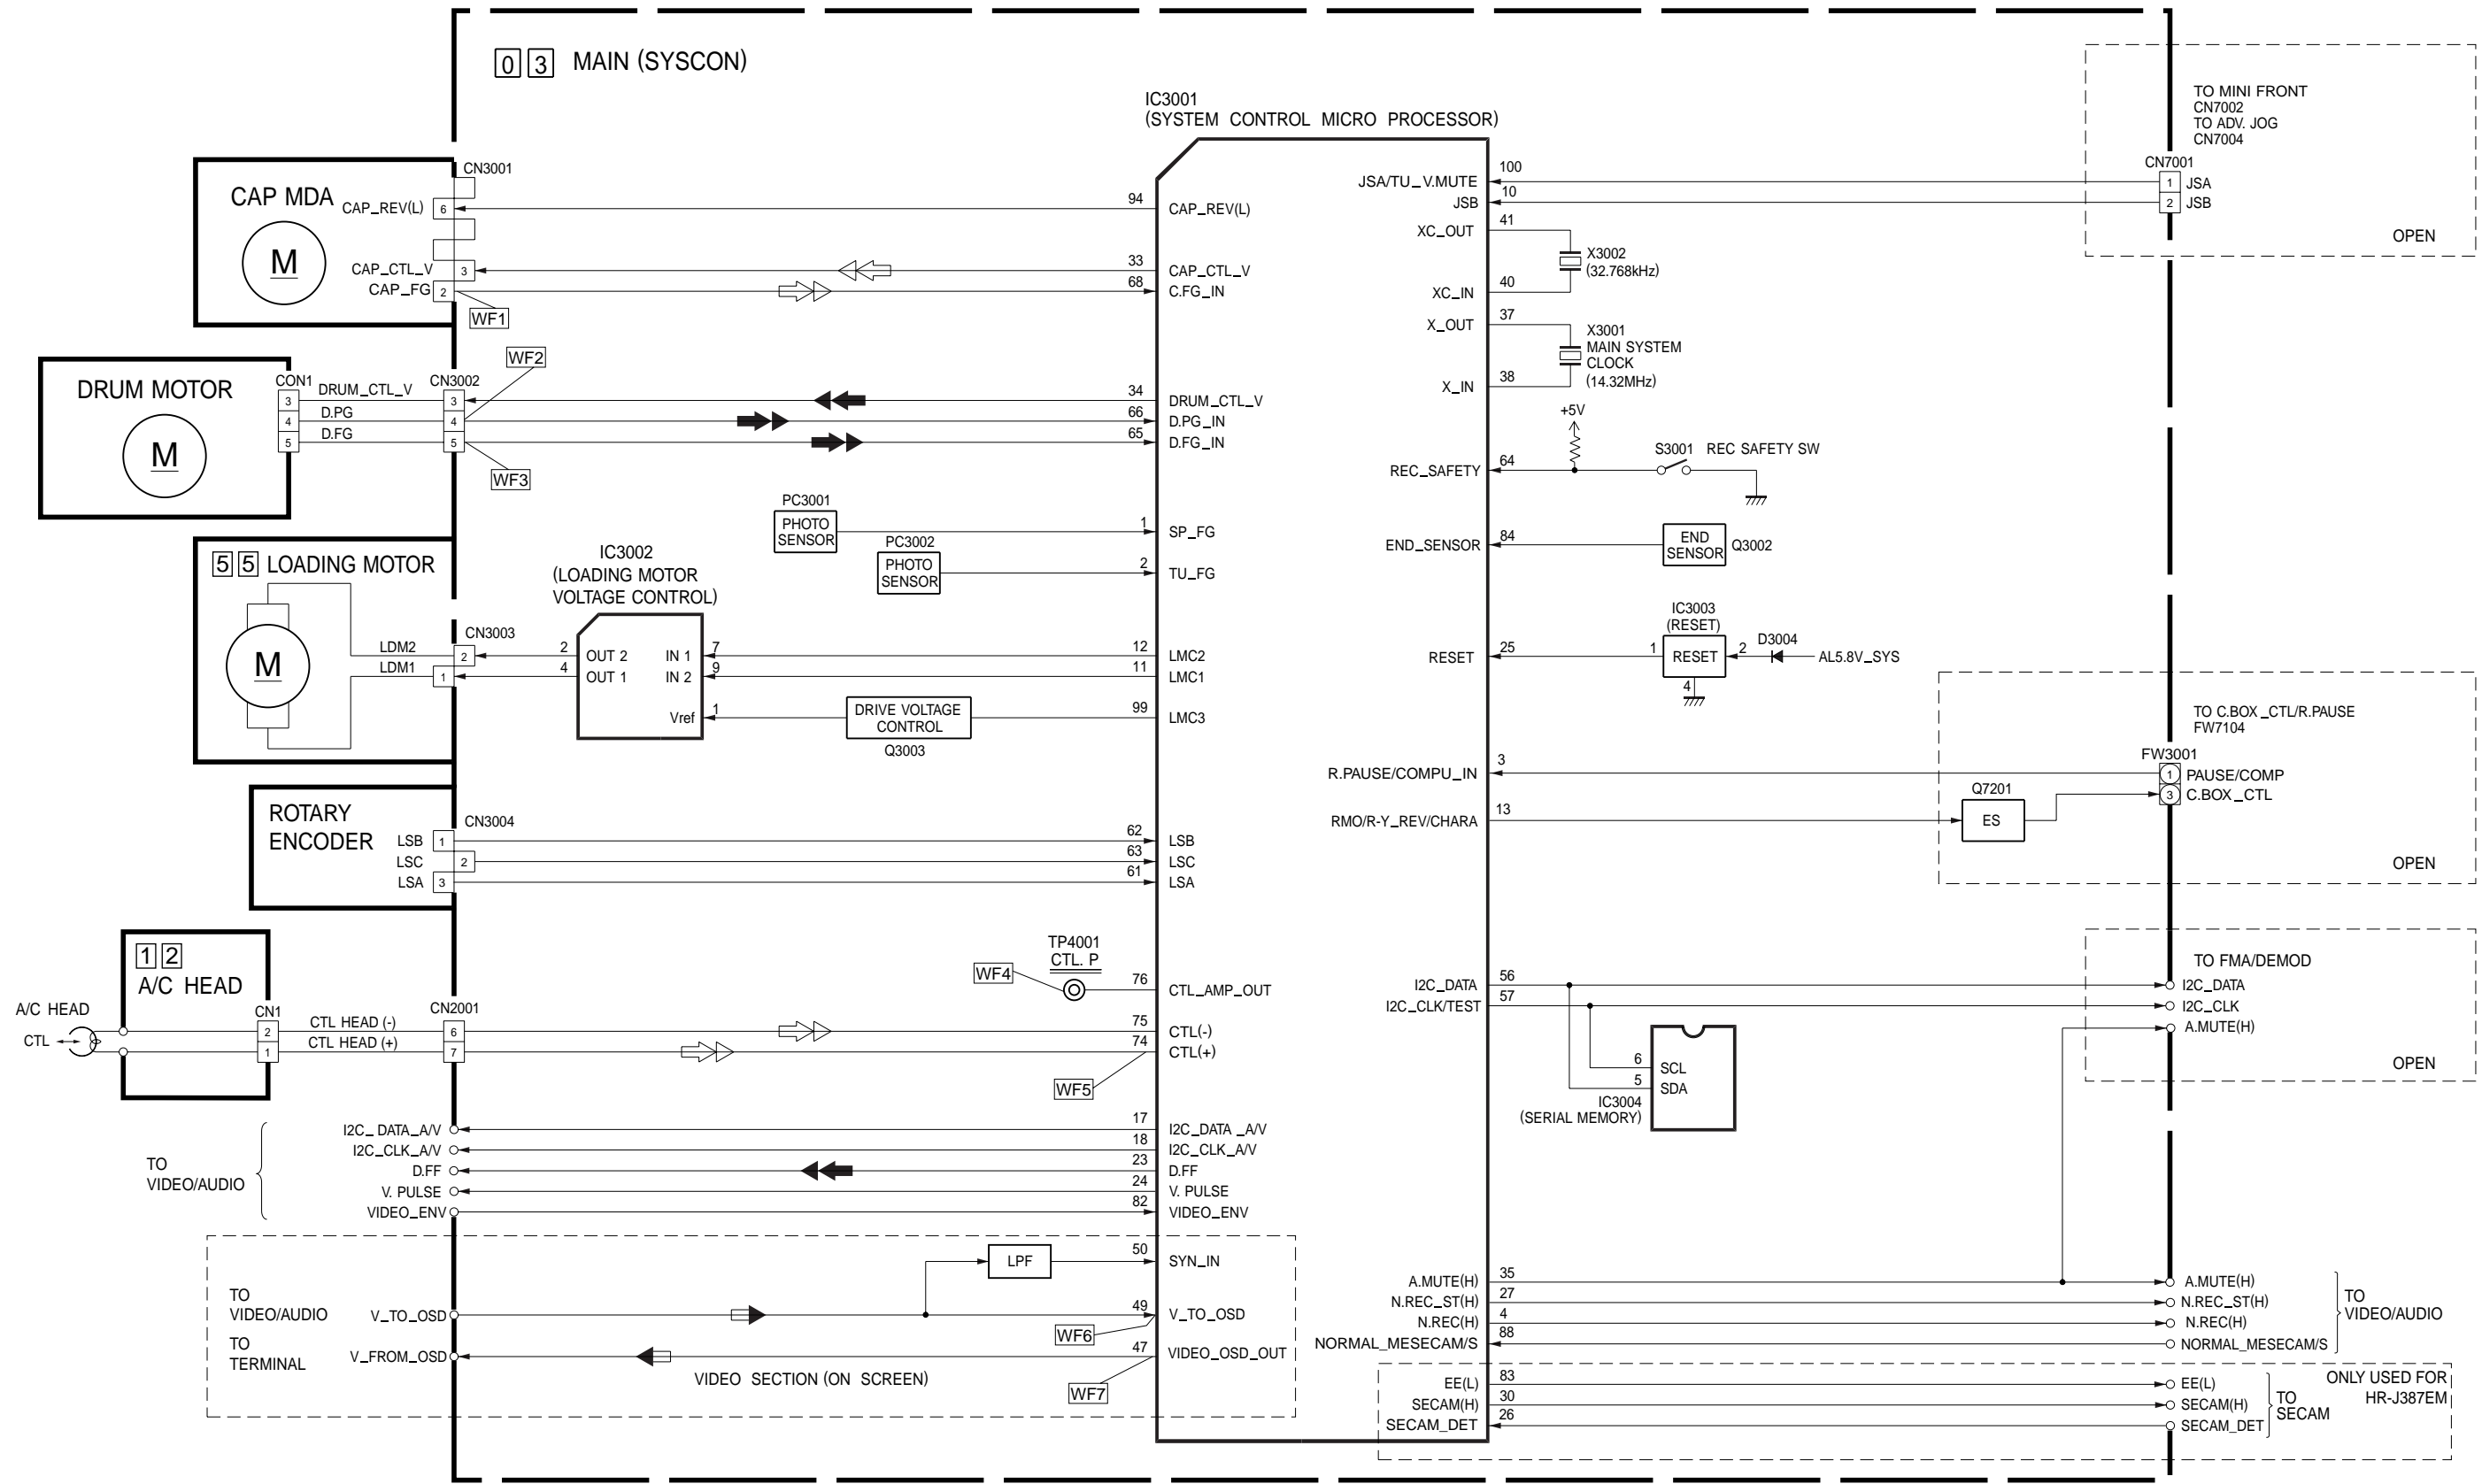 0 3 MAIN (SYSCON)
IC3001
(SYSTEM CONTROL MICRO PROCESSOR)
CAP MDA
M
CN3001
CAP_REV(L) 6
94 CAP_REV(L)
CAP_CTL_V 3
33 CAP_CTL_V
CAP_FG 2
68 C.FG_IN
WF1
DRUM MOTOR
M
CON1
CN3002
WF2
3 DRUM_CTL_V 3
34 DRUM_CTL_V
4 D.PG 4
66 D.PG_IN
5 D.FG 5
65 D.FG_IN
WF3
PC3001
PHOTO
SENSOR
1 SP_FG
PC3002
PHOTO
SENSOR
2 TU_FG
5 5 LOADING MOTOR
M
CN3003
LDM2 2
LDM1 1
IC3002
(LOADING MOTOR
VOLTAGE CONTROL)
2 OUT 2 IN 1 7
12 LMC2
4 OUT 1 IN 2 9
11 LMC1
Vref 1
DRIVE VOLTAGE
CONTROL
Q3003
99 LMC3
ROTARY
ENCODER
CN3004
LSB 1
62 LSB
LSC 2
63 LSC
LSA 3
61 LSA
1 2
A/C HEAD
A/C HEAD
CTL
CN1
CN2001
2 CTL HEAD (-) 6
75 CTL(-)
1 CTL HEAD (+) 7
74 CTL(+)
TP4001
CTL. P
WF4
76 CTL_AMP_OUT
WF5
TO
VIDEO/AUDIO
I2C_DATA_A/V
17 I2C_DATA_A/V
I2C_CLK_A/V
18 I2C_CLK_A/V
D.FF
23 D.FF
V. PULSE
24 V. PULSE
VIDEO_ENV
82 VIDEO_ENV
LPF
50 SYN_IN
TO
VIDEO/AUDIO
V_TO_OSD
49 V_TO_OSD
WF6
TO
TERMINAL
V_FROM_OSD
47 VIDEO_OSD_OUT
VIDEO SECTION (ON SCREEN)
WF7
JSA/TU_V.MUTE 100
JSB 10
TO MINI FRONT
CN7002
TO ADV. JOG
CN7004
CN7001
1 JSA
2 JSB
OPEN
XC_OUT 41
X3002
(32.768kHz)
XC_IN 40
X_OUT 37
X3001
MAIN SYSTEM
CLOCK
(14.32MHz)
X_IN 38
+5V
REC_SAFETY 64
S3001 REC SAFETY SW
END_SENSOR 84
END
SENSOR
Q3002
IC3003
(RESET)
RESET 25
1 RESET 2
D3004
AL5.8V_SYS
4
TO C.BOX_CTL/R.PAUSE
FW7104
FW3001
R.PAUSE/COMPU_IN 3
1 PAUSE/COMP
RMO/R-Y_REV/CHARA 13
Q7201
ES
3 C.BOX_CTL
OPEN
TO FMA/DEMOD
I2C_DATA 56
I2C_DATA
I2C_CLK/TEST 57
I2C_CLK
A.MUTE(H)
OPEN
6 SCL
5 SDA
IC3004
(SERIAL MEMORY)
A.MUTE(H) 35
A.MUTE(H)
N.REC_ST(H) 27
N.REC_ST(H)
N.REC(H) 4
N.REC(H)
NORMAL_MESECAM/S 88
NORMAL_MESECAM/S
TO
VIDEO/AUDIO
EE(L) 83
EE(L)
SECAM(H) 30
SECAM(H)
SECAM_DET 26
SECAM_DET
TO
SECAM
ONLY USED FOR
HR-J387EM